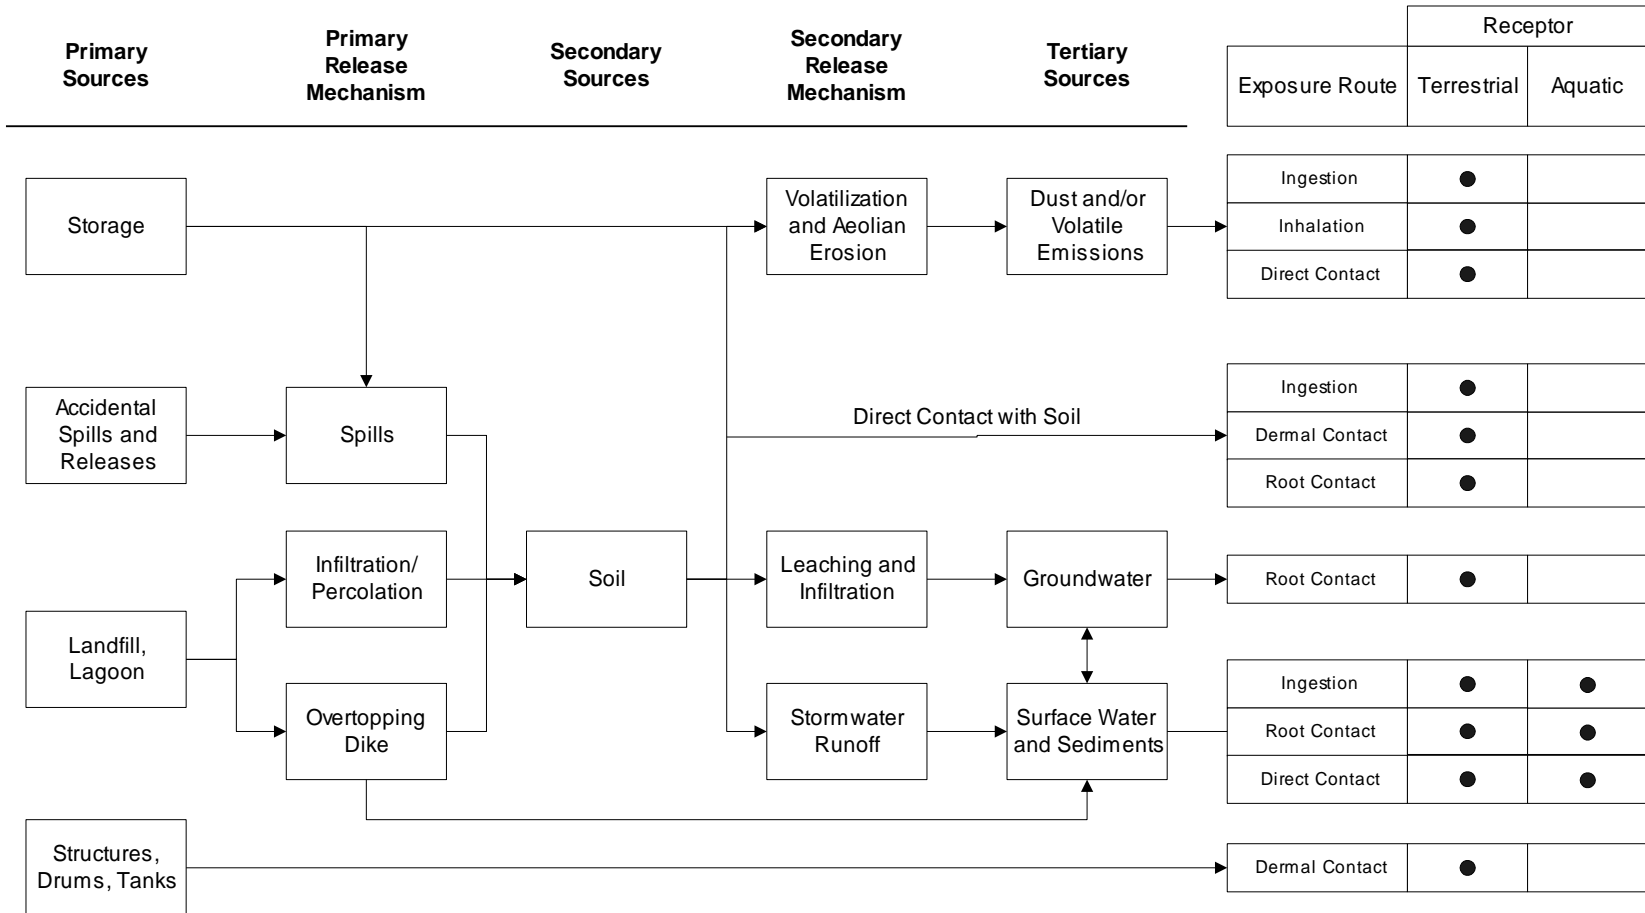 Primary
Sources
Primary
Release
Mechanism
Secondary
Sources
Secondary
Release
Mechanism
Tertiary
Sources
Receptor
Exposure Route
Terrestrial
Aquatic
Storage
Volatilization
and Aeolian
Erosion
Dust and/or
Volatile
Emissions
Ingestion
Inhalation
Direct Contact
Accidental
Spills and
Releases
Spills
Direct Contact with Soil
Ingestion
Dermal Contact
Root Contact
Infiltration/
Percolation
Soil
Leaching and
Infiltration
Groundwater
Root Contact
Landfill,
Lagoon
Overtopping
Dike
Stormwater
Runoff
Surface Water
and Sediments
Ingestion
Root Contact
Direct Contact
Structures,
Drums, Tanks
Dermal Contact